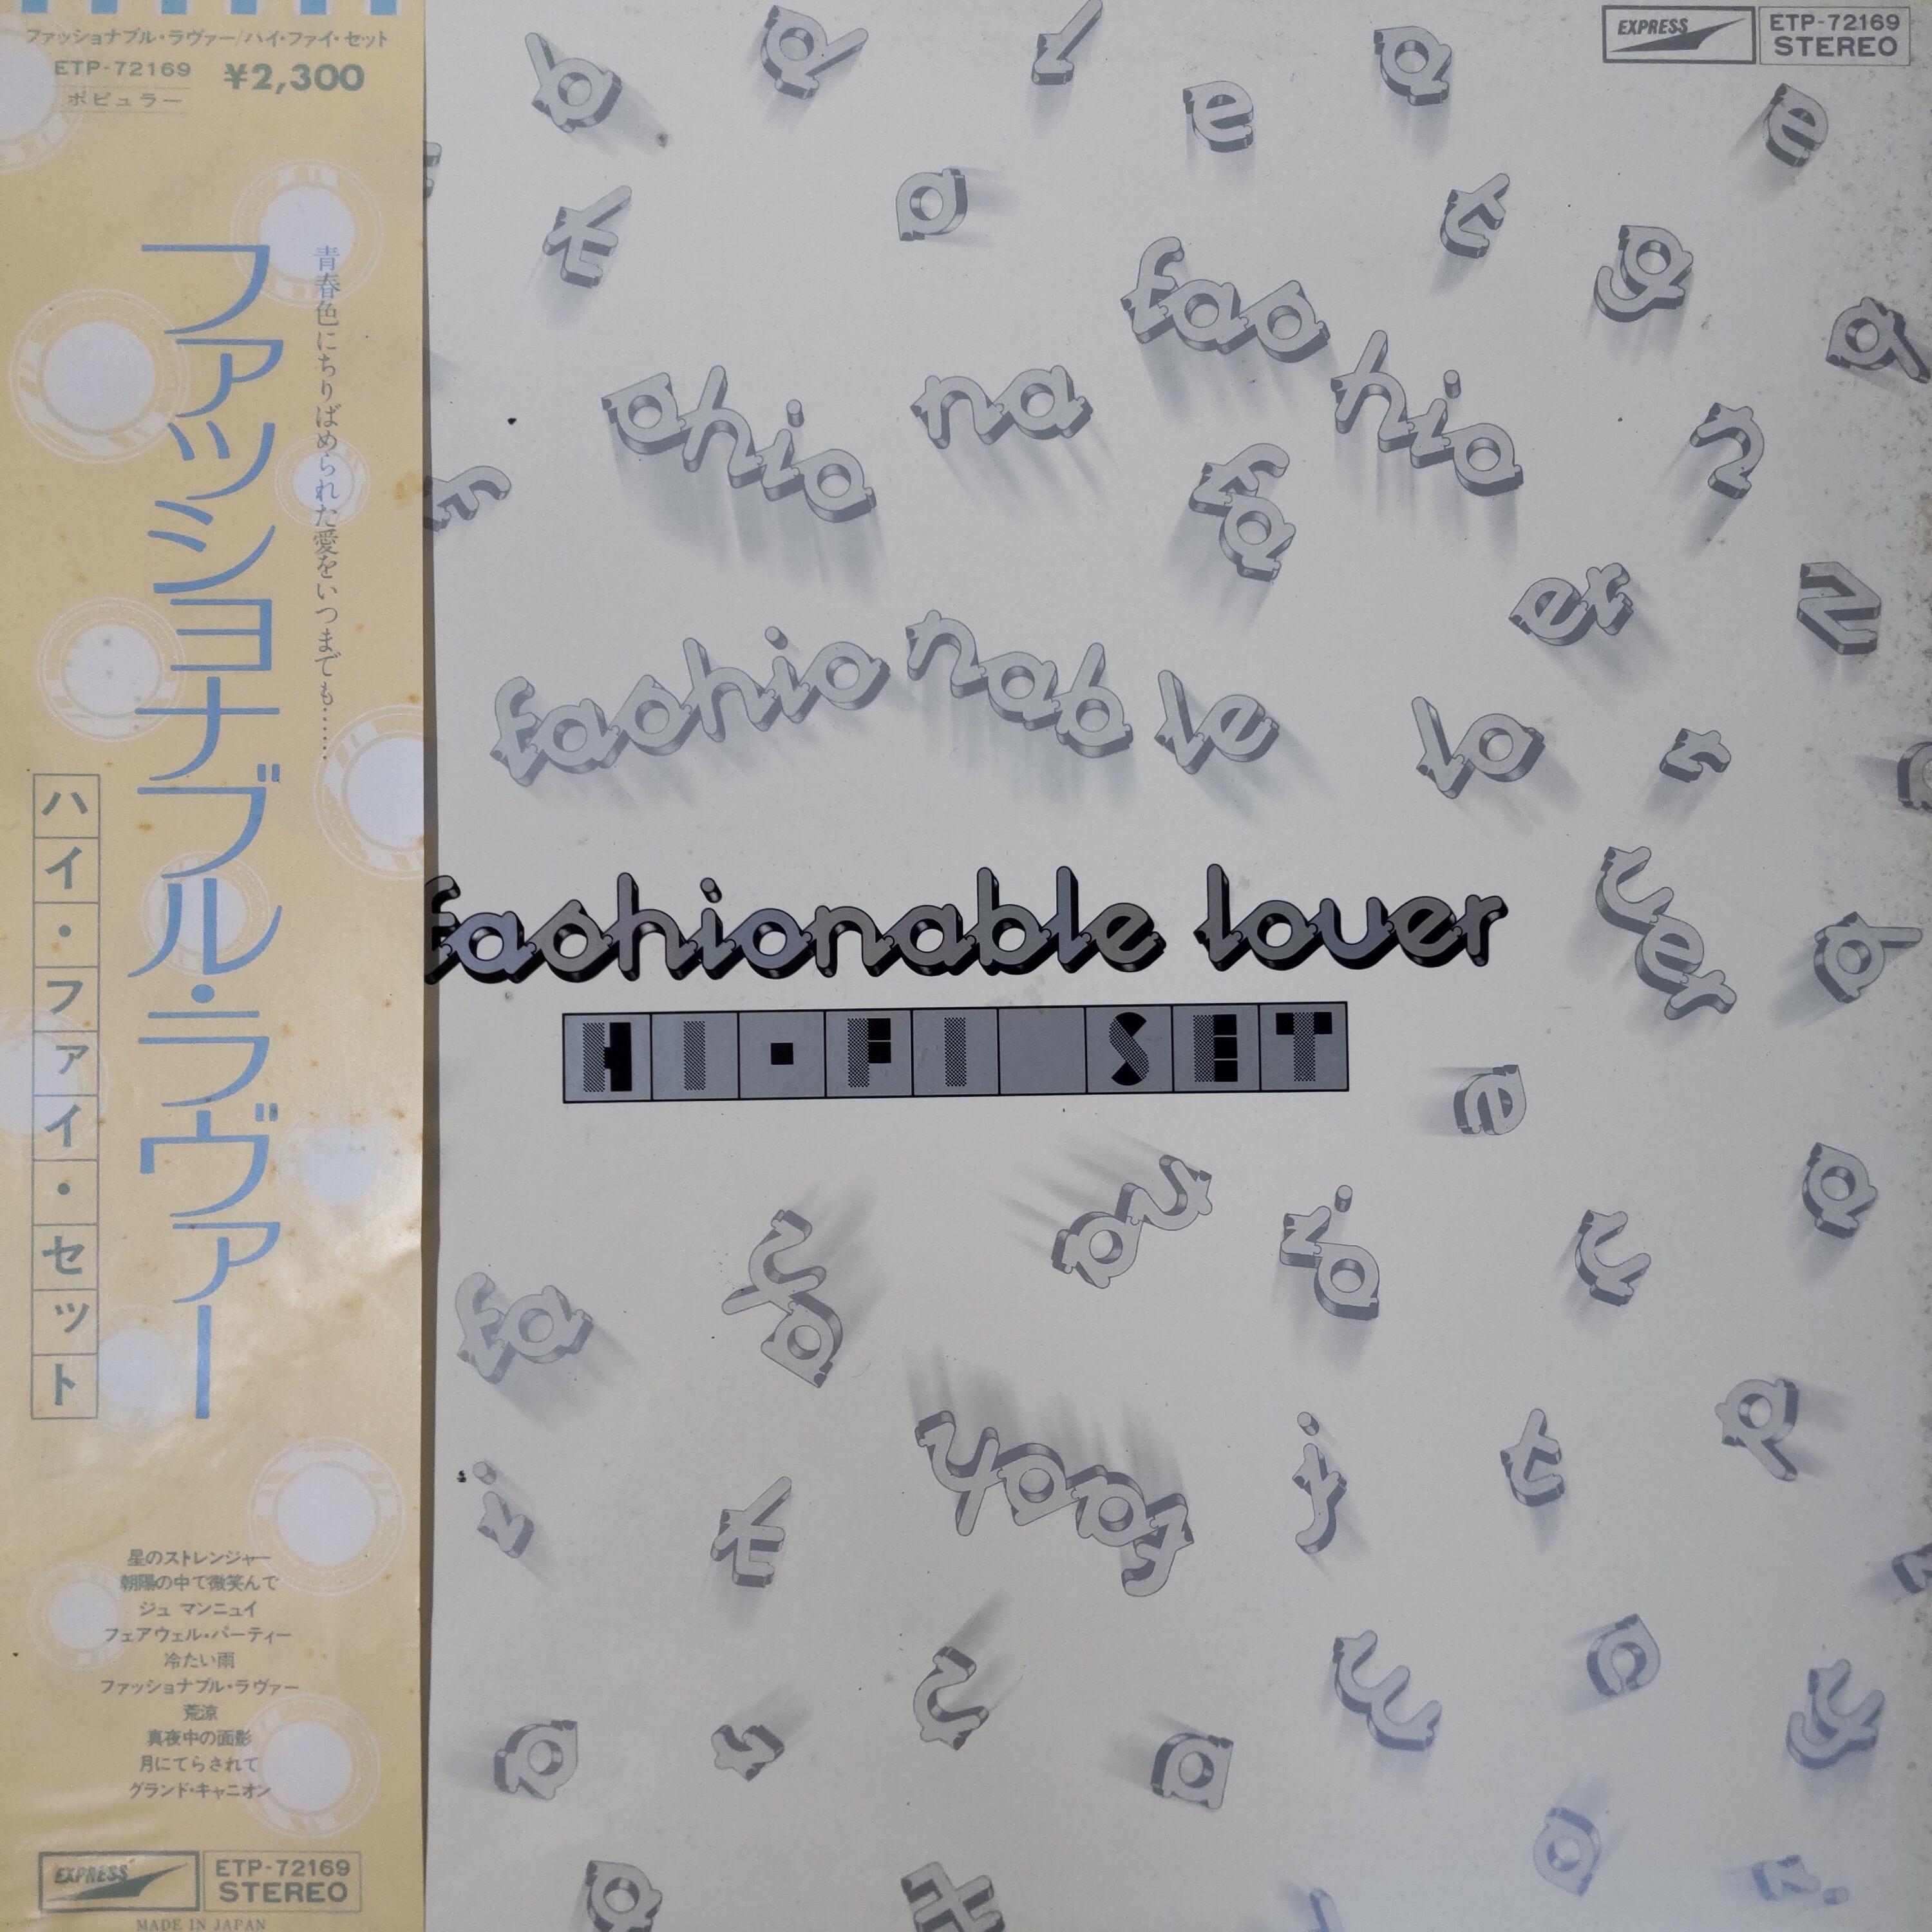 ファッショナブル・ラヴァー/ハイ・ファイ・セット
ETP-72169 ¥2,300
ポピュラー
青春色にちりばめられた愛をいつまでも……
ファッショナブル・ラヴァー
ハイ・ファイ・セット
星のストレンジャー
朝陽の中で微笑んで
ジュ マンニュイ
フェアウェル・パーティー
冷たい雨
ファッショナブル・ラヴァー
荒涼
真夜中の面影
月にてらされて
グランド・キャニオン
EXPRESS
ETP-72169
STEREO
MADE IN JAPAN
EXPRESS
ETP-72169
STEREO
fashionable
fashionable lover
HI・FI SET